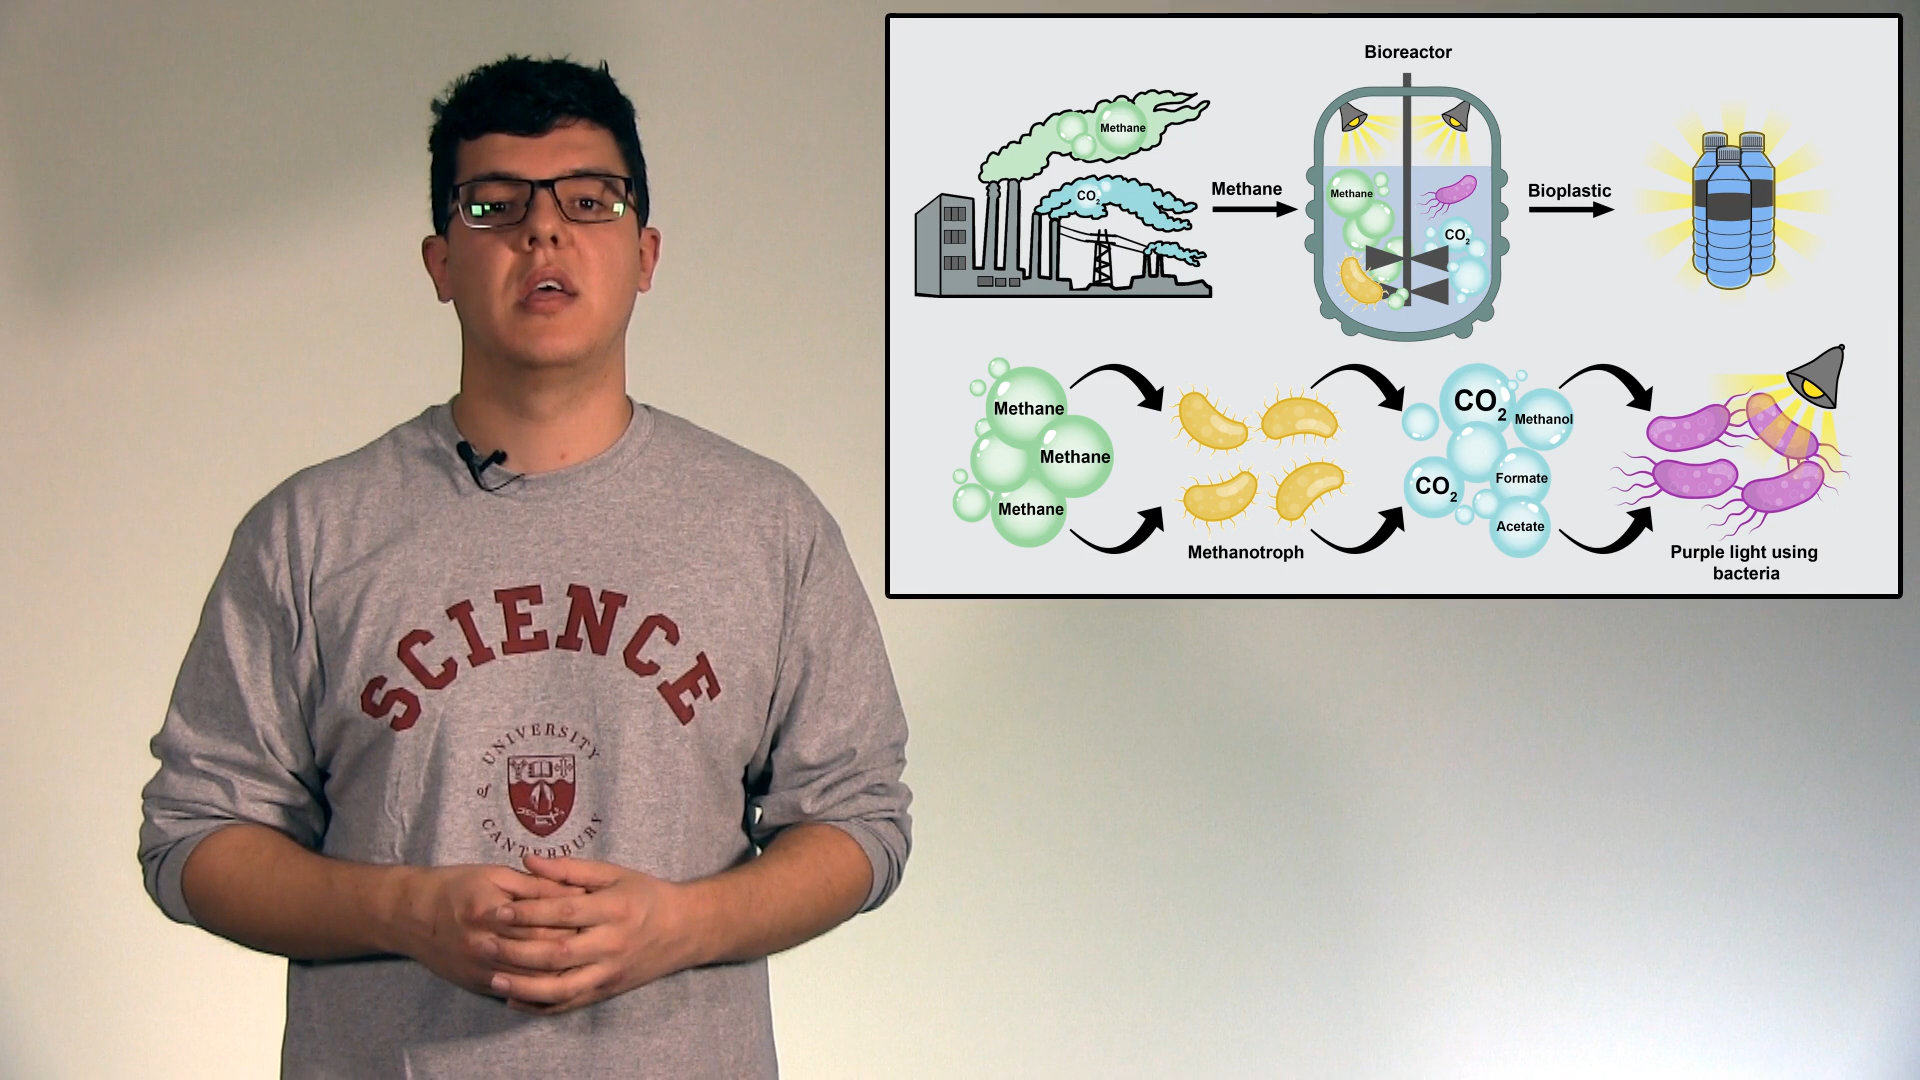 SCIENCE
UNIVERSITY
of
CANTERBURY
Bioreactor
Methane
CO2
Methane
Methane
CO2
Bioplastic
Methane
Methane
Methane
Methanotroph
CO2
Methanol
CO2
Formate
Acetate
Purple light using
bacteria